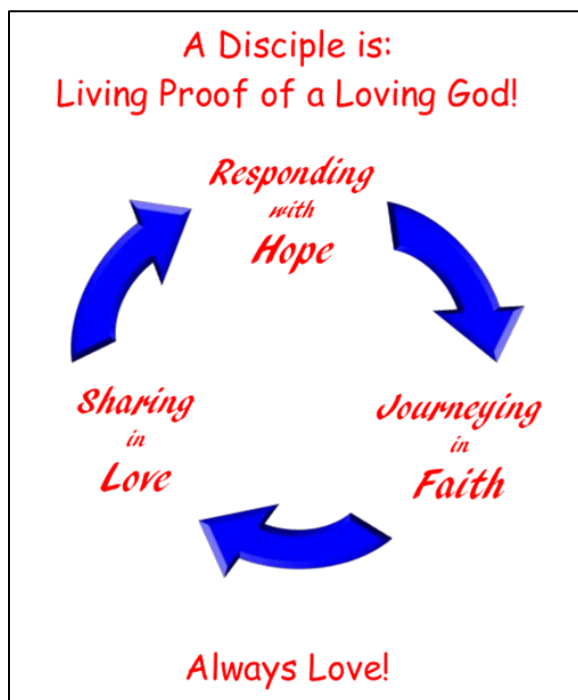 A Disciple is:
Living Proof of a Loving God!
Responding
with
Hope
Journeying
in
Faith
Sharing
in
Love
Always Love!